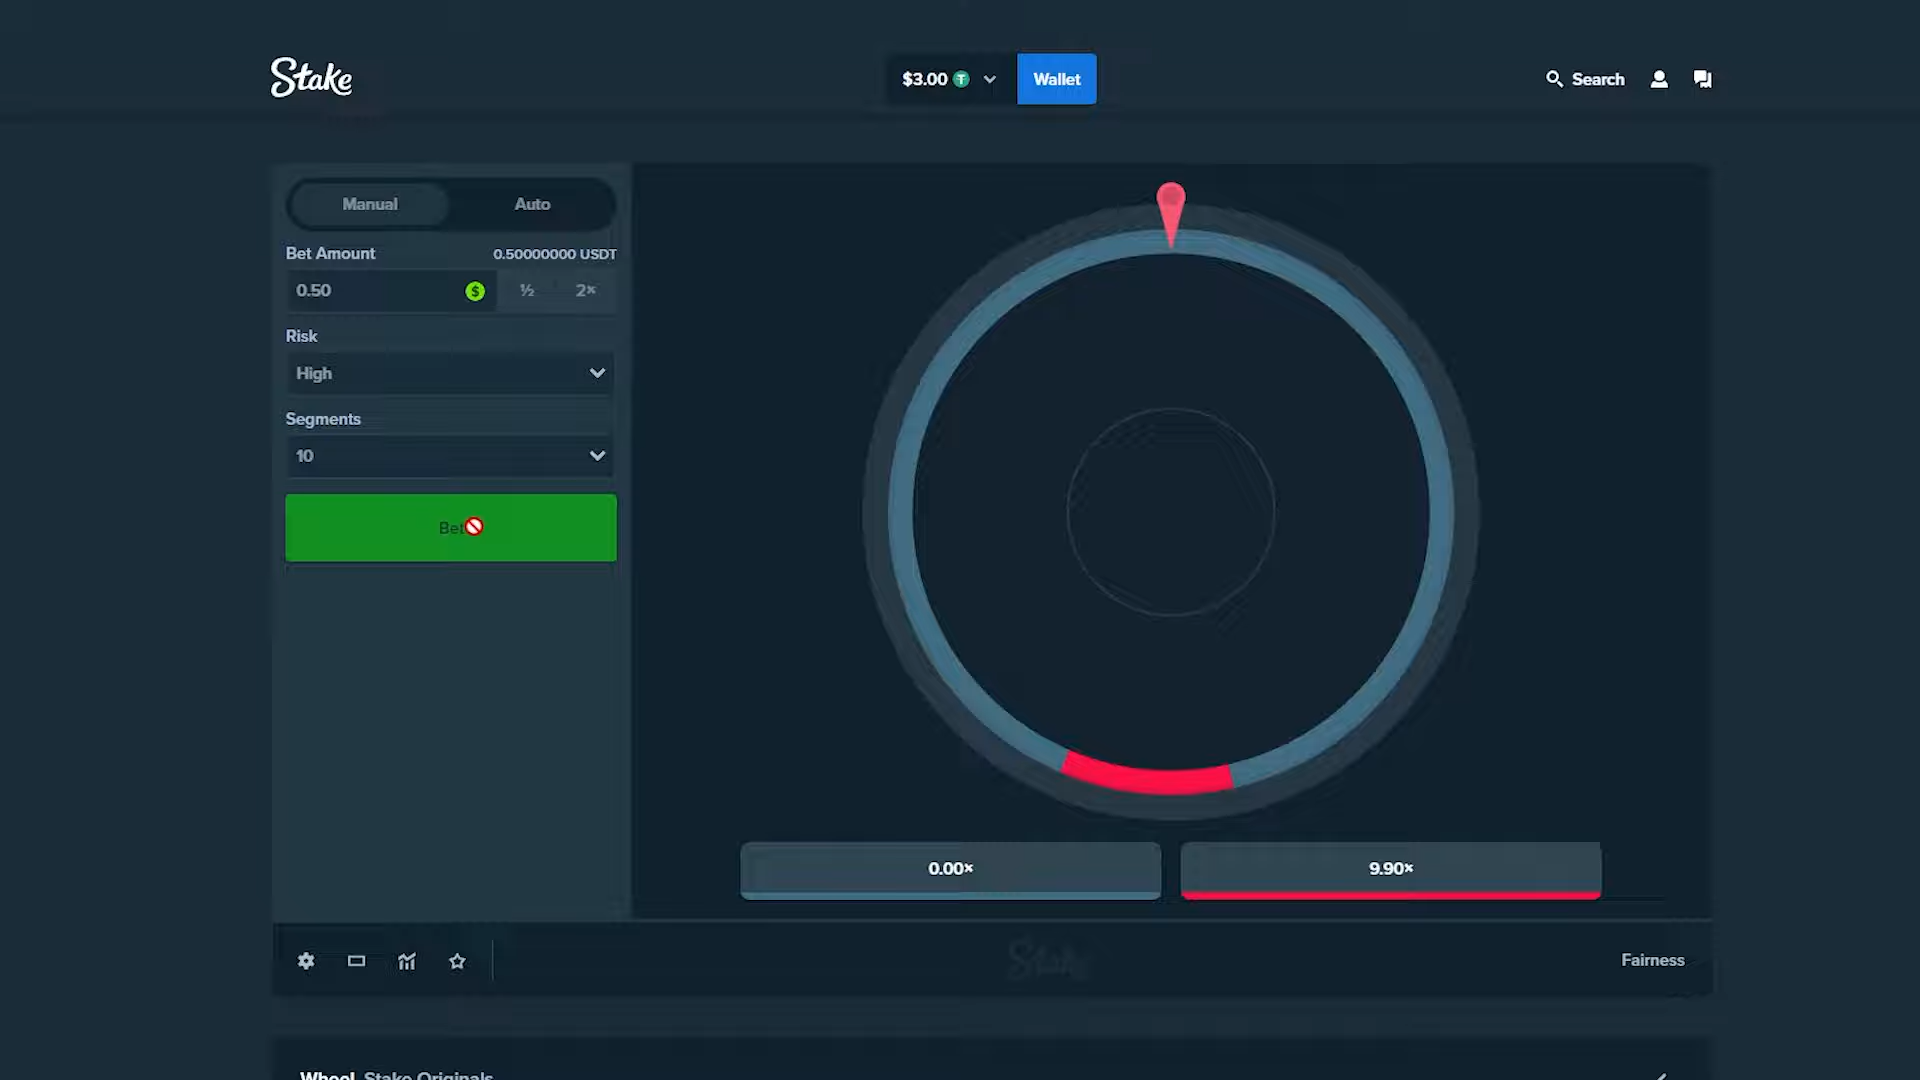 Stake
$3.00
Wallet
Search
Manual
Auto
Bet Amount
0.50000000 USDT
0.50
$
½
2×
Risk
High
Segments
10
Bet
0.00×
9.90×
Stake
Fairness
Wheel Stake Originals